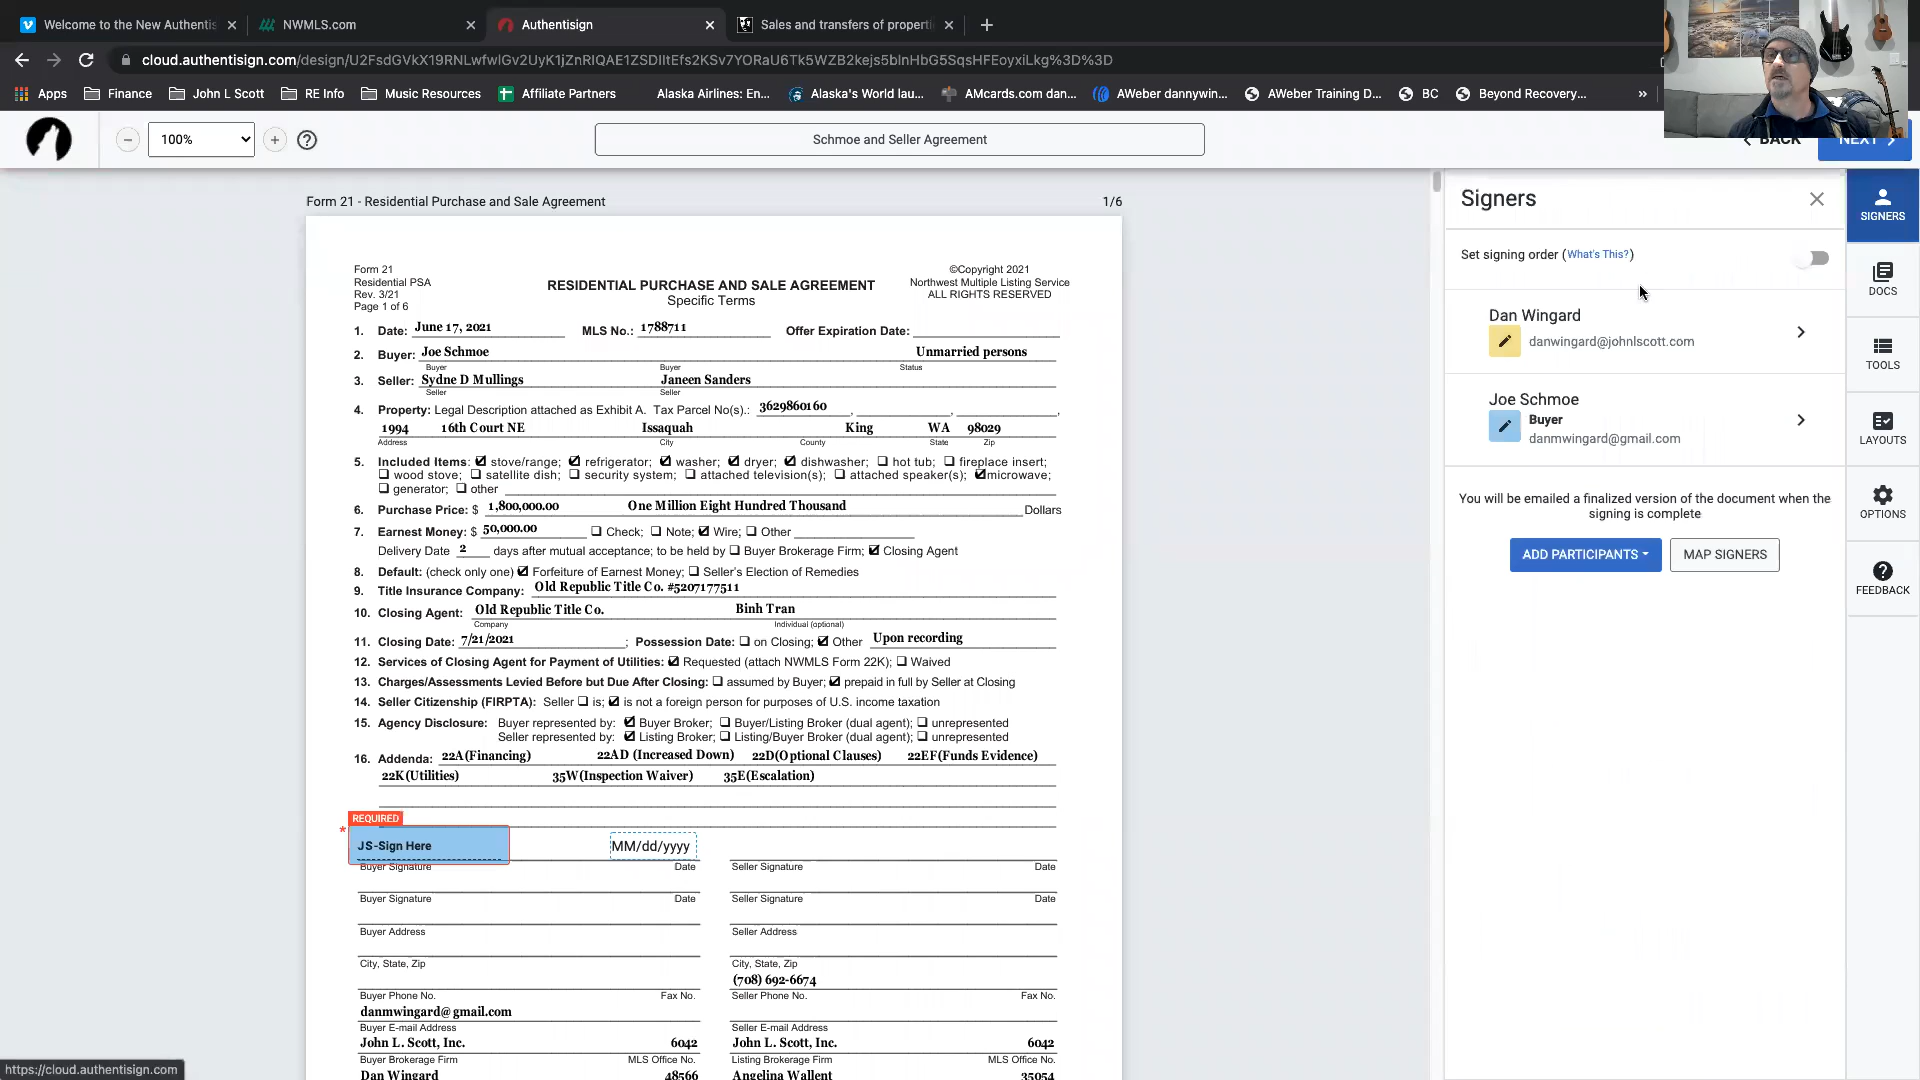 Welcome to the New Authentis
NWMLS.com
Authentisign
Sales and transfers of properti
cloud.authentisign.com/design/U2FsdGVkX19RNLwfwlGv2UyK1jZnRIQAE1ZSDIltEfs2KSv7YORaU6Tk5WZB2kejs5blnHbG5SqsHFEoyxiLkg%3D%3D
Apps Finance John L Scott RE Info Music Resources Affiliate Partners Alaska Airlines: En... Alaska's World lau... AMcards.com dan... AWeber dannywin... AWeber Training D... BC Beyond Recovery... »
100%
Schmoe and Seller Agreement
BACK NEXT
Form 21 - Residential Purchase and Sale Agreement 1/6
Form 21
Residential PSA
Rev. 3/21
Page 1 of 6
RESIDENTIAL PURCHASE AND SALE AGREEMENT
Specific Terms
©Copyright 2021
Northwest Multiple Listing Service
ALL RIGHTS RESERVED
1. Date: June 17, 2021 MLS No.: 1788711 Offer Expiration Date:
2. Buyer: Joe Schmoe Unmarried persons
Buyer Buyer Status
3. Seller: Sydne D Mullings Janeen Sanders
Seller Seller
4. Property: Legal Description attached as Exhibit A. Tax Parcel No(s).: 3629860160 , , ,
1994 16th Court NE Issaquah King WA 98029
Address City County State Zip
5. Included Items: stove/range; refrigerator; washer; dryer; dishwasher; hot tub; fireplace insert;
wood stove; satellite dish; security system; attached television(s); attached speaker(s); microwave;
generator; other
6. Purchase Price: $ 1,800,000.00 One Million Eight Hundred Thousand Dollars
7. Earnest Money: $ 50,000.00 Check; Note; Wire; Other
Delivery Date 2 days after mutual acceptance; to be held by Buyer Brokerage Firm; Closing Agent
8. Default: (check only one) Forfeiture of Earnest Money; Seller's Election of Remedies
9. Title Insurance Company: Old Republic Title Co. #5207177511
10. Closing Agent: Old Republic Title Co. Binh Tran
Company Individual (optional)
11. Closing Date: 7/21/2021 ; Possession Date: on Closing; Other Upon recording
12. Services of Closing Agent for Payment of Utilities: Requested (attach NWMLS Form 22K); Waived
13. Charges/Assessments Levied Before but Due After Closing: assumed by Buyer; prepaid in full by Seller at Closing
14. Seller Citizenship (FIRPTA): Seller is; is not a foreign person for purposes of U.S. income taxation
15. Agency Disclosure: Buyer represented by: Buyer Broker; Buyer/Listing Broker (dual agent); unrepresented
Seller represented by: Listing Broker; Listing/Buyer Broker (dual agent); unrepresented
16. Addenda: 22A(Financing) 22AD (Increased Down) 22D(Optional Clauses) 22EF(Funds Evidence)
22K(Utilities) 35W(Inspection Waiver) 35E(Escalation)
REQUIRED
* JS-Sign Here MM/dd/yyyy
Buyer Signature Date Seller Signature Date
Buyer Signature Date Seller Signature Date
Buyer Address Seller Address
City, State, Zip City, State, Zip
(708) 692-6674
Buyer Phone No. Fax No. Seller Phone No. Fax No.
danmwingard@gmail.com
Buyer E-mail Address Seller E-mail Address
John L. Scott, Inc. 6042 John L. Scott, Inc. 6042
Buyer Brokerage Firm MLS Office No. Listing Brokerage Firm MLS Office No.
Dan Wingard 48566 Angelina Wallent 35054
Signers
Set signing order (What's This?)
Dan Wingard
danwingard@johnlscott.com
Joe Schmoe
Buyer
danmwingard@gmail.com
You will be emailed a finalized version of the document when the
signing is complete
ADD PARTICIPANTS MAP SIGNERS
SIGNERS
DOCS
TOOLS
LAYOUTS
OPTIONS
FEEDBACK
https://cloud.authentisign.com